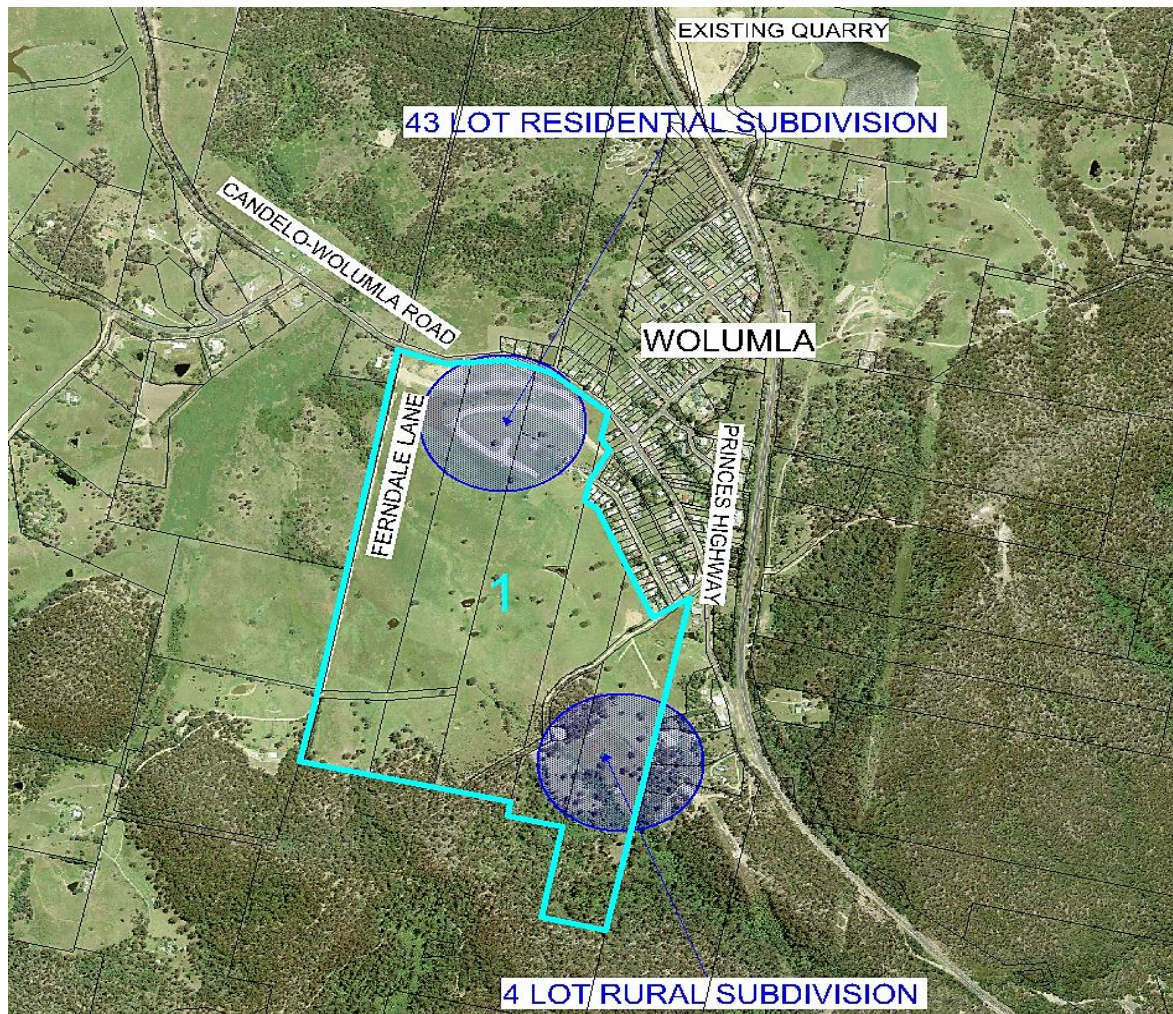 EXISTING QUARRY
43 LOT RESIDENTIAL SUBDIVISION
CANDELO-WOLUMLA ROAD
WOLUMLA
FERNDALE LANE
PRINCES HIGHWAY
1
4 LOT RURAL SUBDIVISION